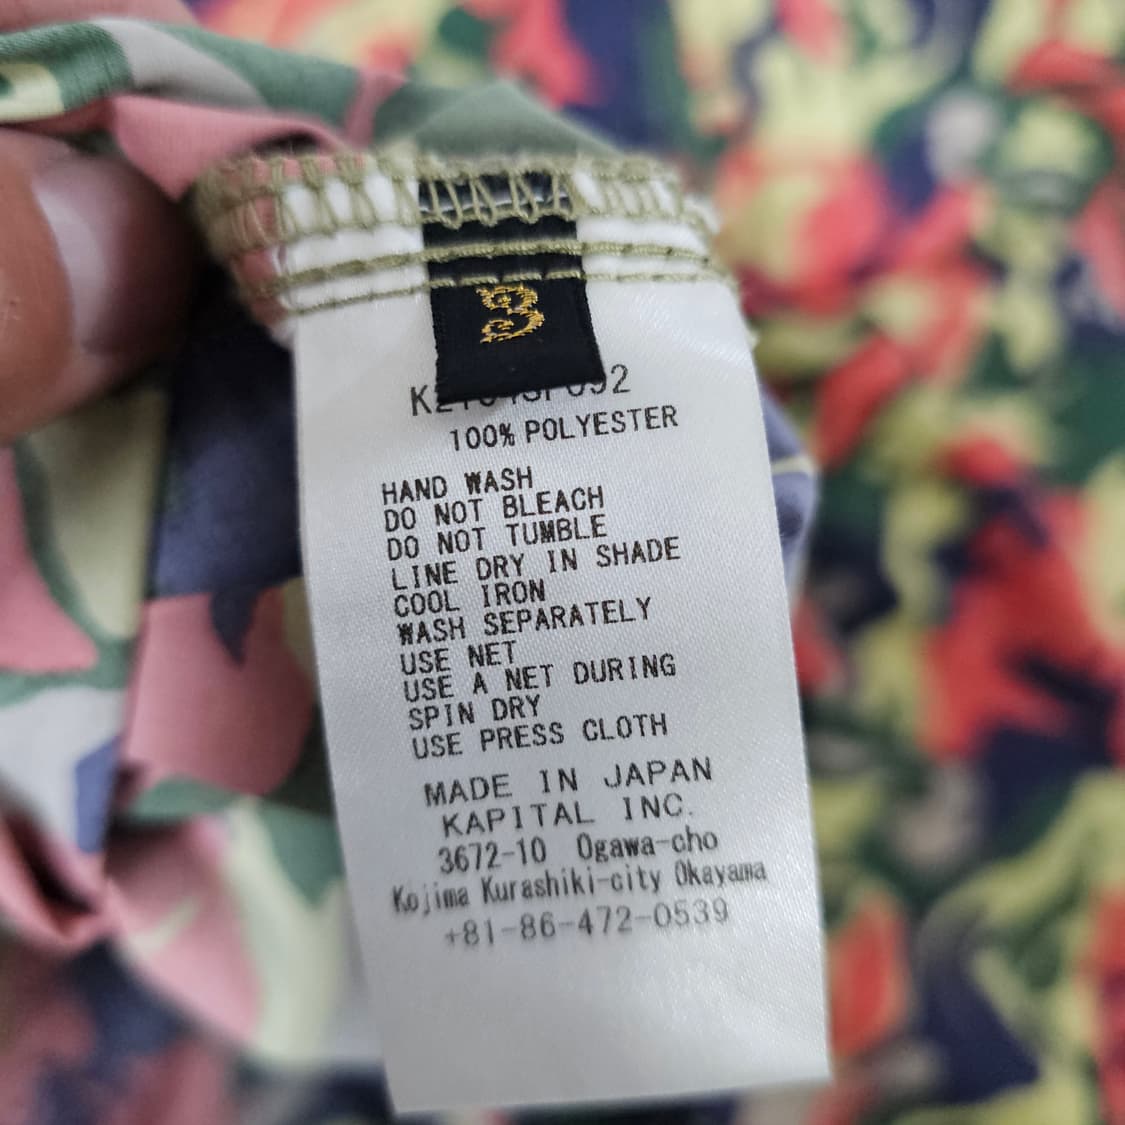 3
100% POLYESTER
HAND WASH
DO NOT BLEACH
DO NOT TUMBLE
LINE DRY IN SHADE
COOL IRON
WASH SEPARATELY
USE NET
USE A NET DURING
SPIN DRY
USE PRESS CLOTH
MADE IN JAPAN
KAPITAL INC.
3672-10 Ogawa-cho
Kojima Kurashiki-city Okayama
+81-86-472-0539